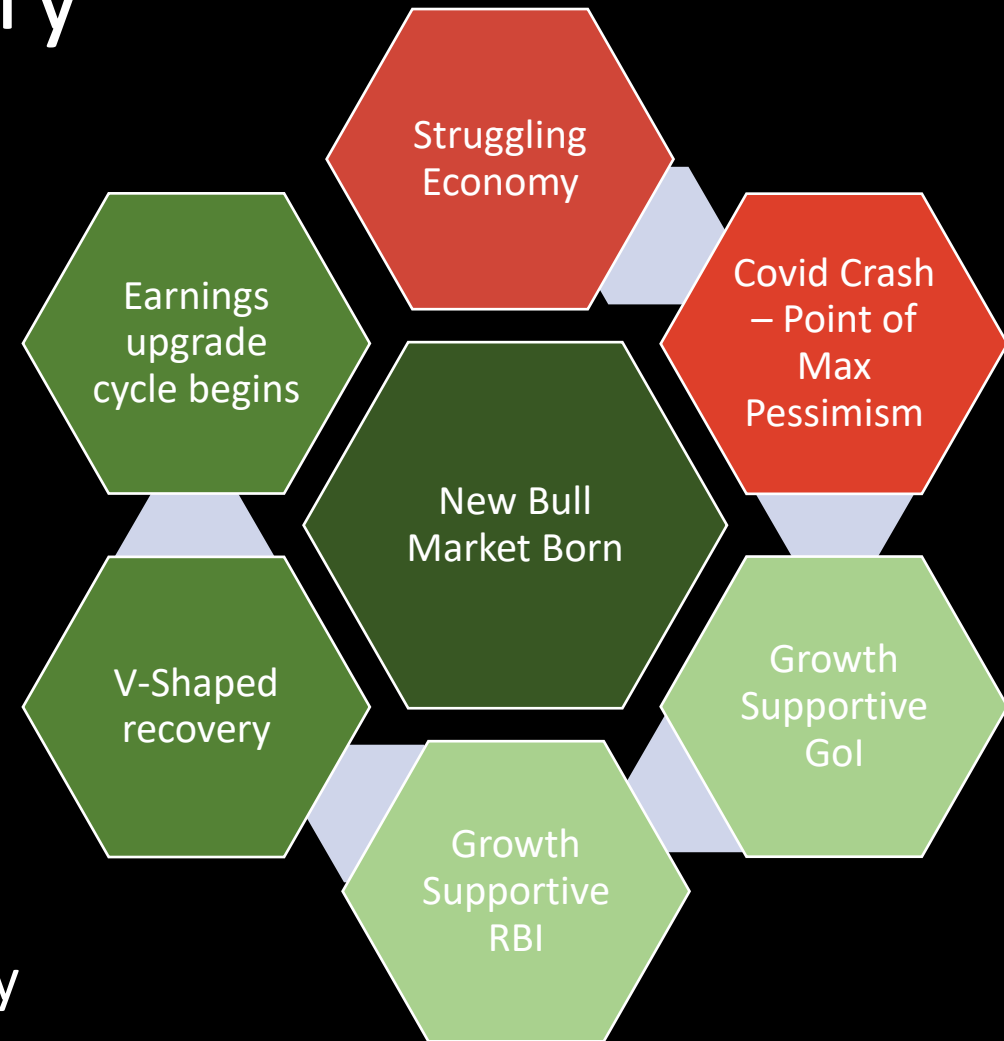 Struggling
Economy
Covid Crash
– Point of
Max
Pessimism
Growth
Supportive
GoI
Growth
Supportive
RBI
V-Shaped
recovery
Earnings
upgrade
cycle begins
New Bull
Market Born